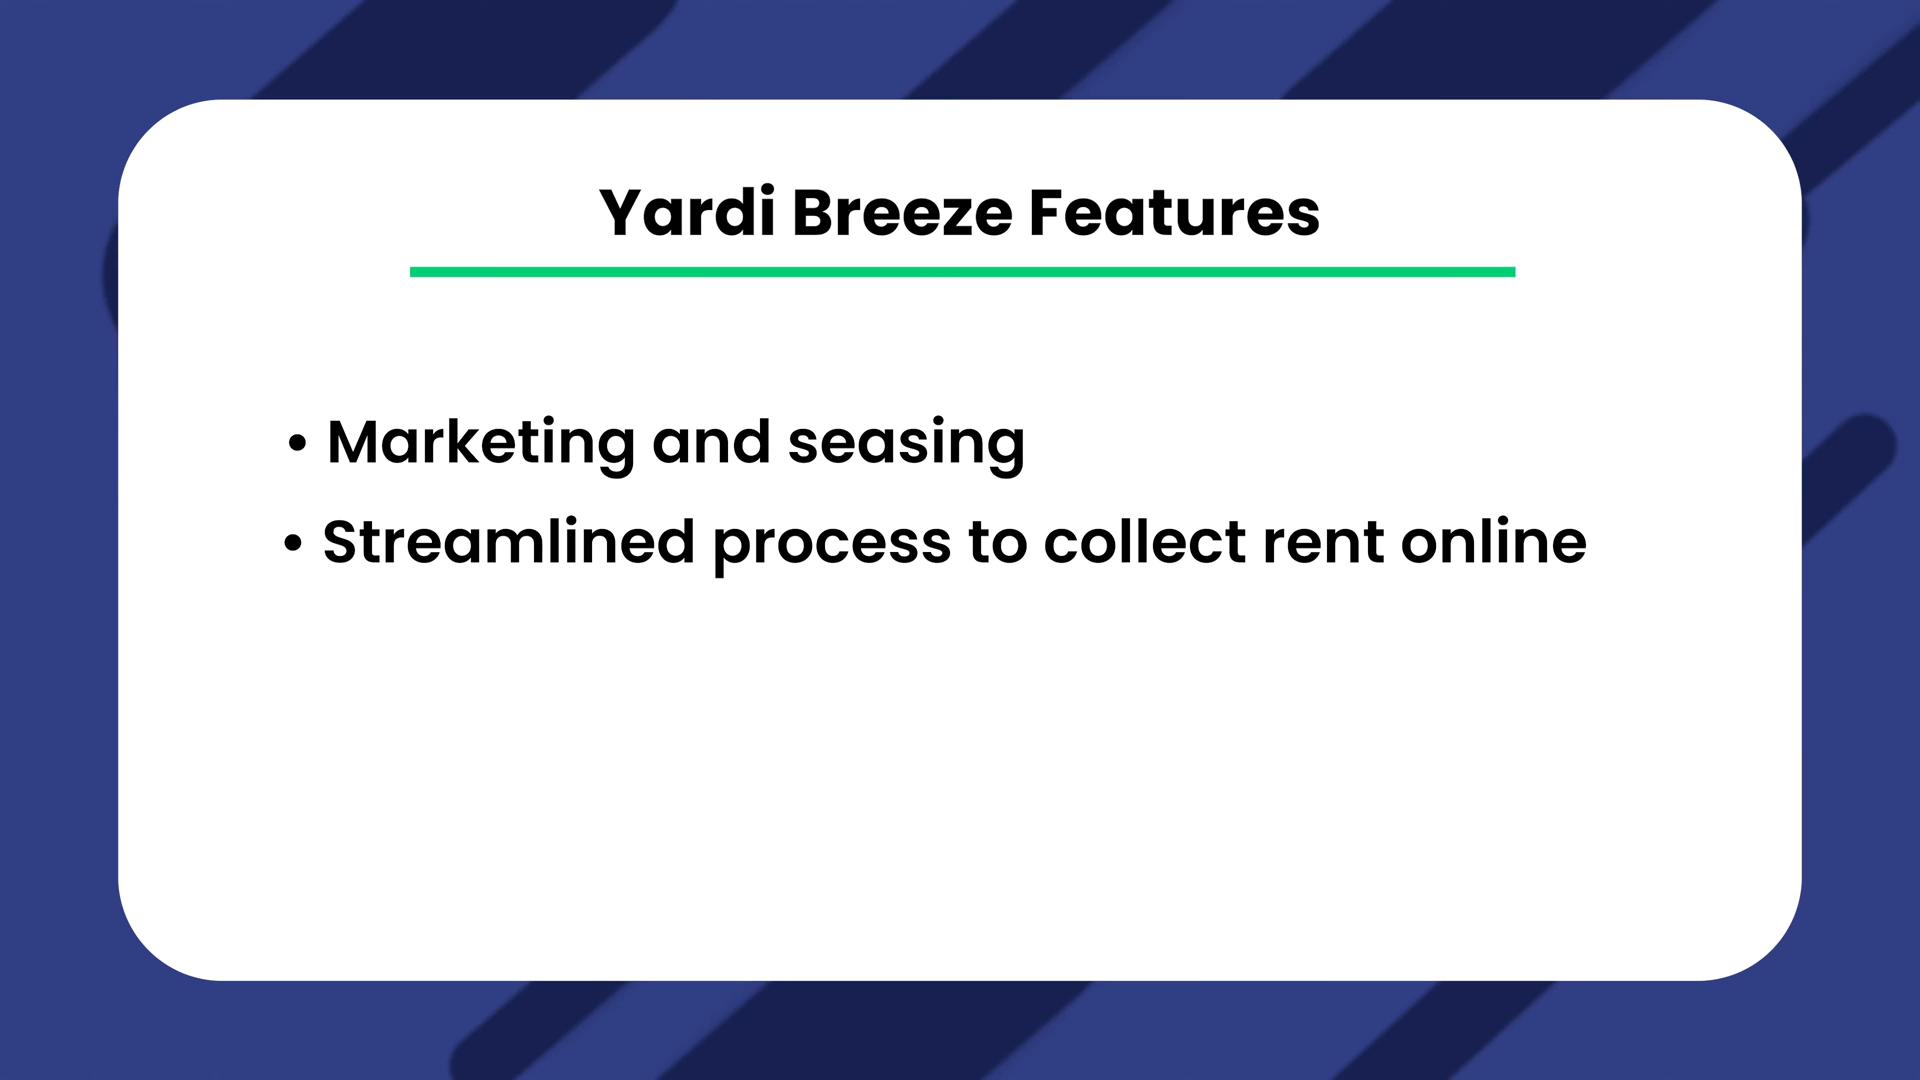 Yardi Breeze Features
• Marketing and seasing
• Streamlined process to collect rent online